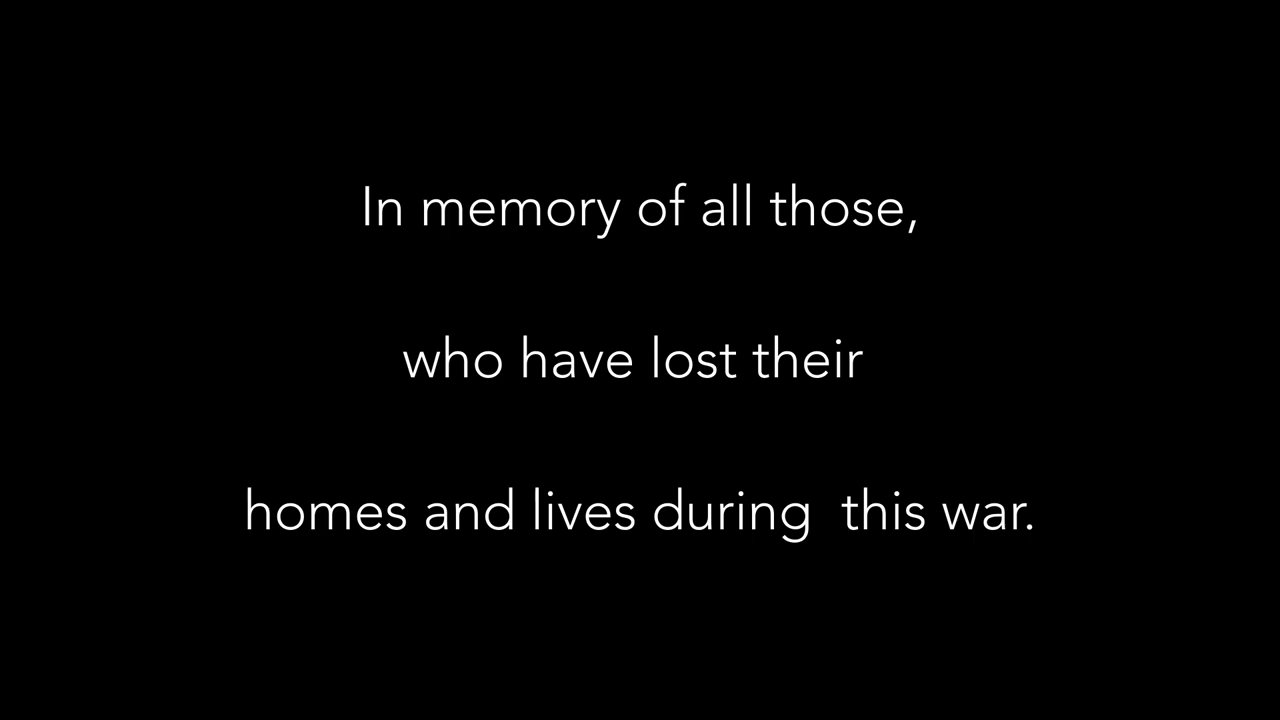 In memory of all those,
who have lost their
homes and lives during  this war.